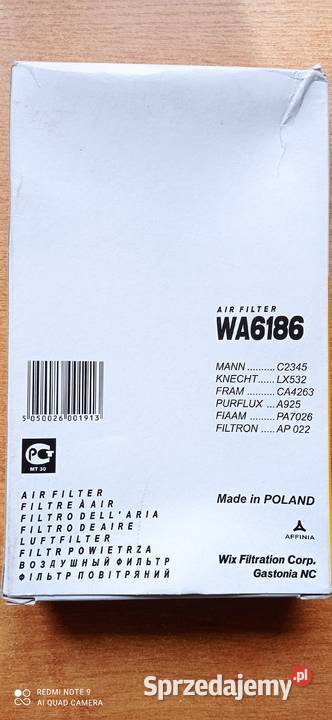 AIR FILTER
WA6186
MANN..........C2345
KNECHT......LX532
FRAM..........CA4263
PURFLUX ...A925
FIAAM.........PA7026
FILTRON.....AP 022
5 050026 001913
PCT
MT 30
AIR FILTER
FILTRE À AIR
FILTRO DELL'ARIA
FILTRO DE AIRE
LUFTFILTER
FILTR POWIETRZA
ВОЗДУШНЫЙ ФИЛЬТР
ФІЛЬТР ПОВІТРЯНИЙ
Made in POLAND
AFFINIA
Wix Filtration Corp.
Gastonia NC
REDMI NOTE 9
AI QUAD CAMERA
Sprzedajemy.pl